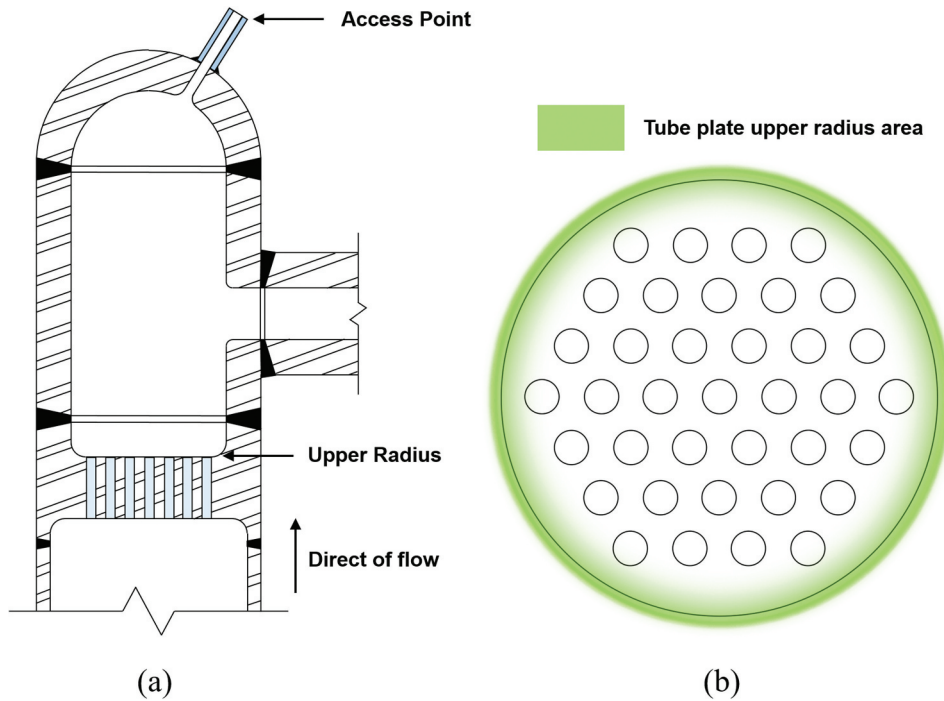 Access Point
Tube plate upper radius area
Upper Radius
Direct of flow
(a)
(b)